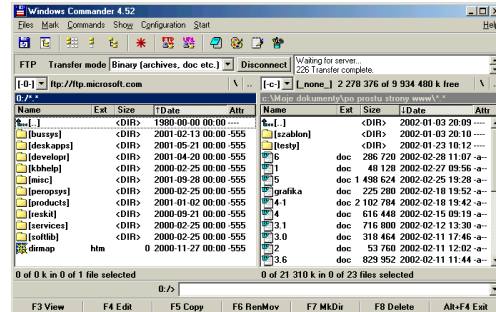 Windows Commander 4.52
Files Mark Commands Show Configuration Start Help
FTP Transfer mode Binary (archives, doc etc.) Disconnect Waiting for server...
226 Transfer complete.
[-0-] ftp://ftp.microsoft.com \ .. [-c-] [_none_] 2 278 376 of 9 934 480 k free \
0:/*.* c:\Moje dokumenty\po prostu strony www\*.*
Name Ext Size ↑Date Attr Name Ext Size ↓Date Attr
[..] <DIR> 1980-00-00 00:00 ---- [..] <DIR> 2002-01-03 20:09 ----
[bussys] <DIR> 2001-02-13 00:00 -555 [szablon] <DIR> 2002-01-03 20:10 ----
[deskapps] <DIR> 2001-05-21 00:00 -555 [testy] <DIR> 2002-01-23 10:12 ----
[developr] <DIR> 2001-04-20 00:00 -555 6 doc 286 720 2002-02-28 11:07 -a--
[kbhelp] <DIR> 2000-02-25 00:00 -555 1 doc 48 128 2002-02-27 09:56 -a--
[misc] <DIR> 2001-09-28 00:00 -555 5 doc 1 498 624 2002-02-25 19:28 -a--
[peropsys] <DIR> 2000-02-25 00:00 -555 grafika doc 225 280 2002-02-18 19:52 -a--
[products] <DIR> 2001-01-02 00:00 -555 4-1 doc 2 102 784 2002-02-18 19:42 -a--
[reskit] <DIR> 2000-09-21 00:00 -555 4 doc 616 448 2002-02-15 09:19 -a--
[services] <DIR> 2000-02-25 00:00 -555 3.1 doc 716 800 2002-02-12 13:30 -a--
[softlib] <DIR> 2000-02-25 00:00 -555 3.0 doc 318 464 2002-02-11 17:46 -a--
dirmap htm 0 2000-11-27 00:00 -555 2 doc 53 760 2002-02-11 12:02 -a--
3.6 doc 829 952 2002-02-11 11:44 -a--
0 of 0 k in 0 of 1 file selected 0 of 21 310 k in 0 of 23 files selected
0:/>
F3 View F4 Edit F5 Copy F6 RenMov F7 MkDir F8 Delete Alt+F4 Exit